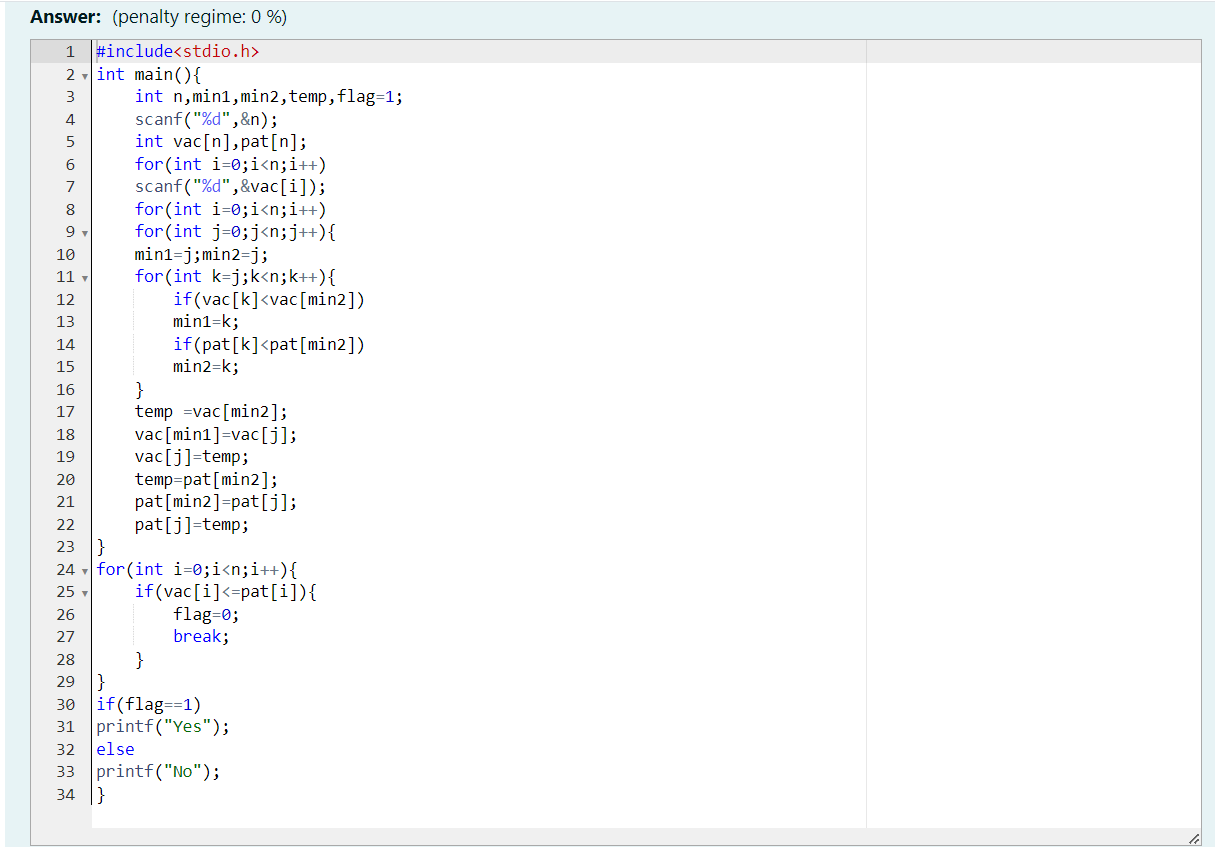 Answer: (penalty regime: 0 %)
1 #include<stdio.h>
2 int main(){
3     int n,min1,min2,temp,flag=1;
4     scanf("%d",&n);
5     int vac[n],pat[n];
6     for(int i=0;i<n;i++)
7     scanf("%d",&vac[i]);
8     for(int i=0;i<n;i++)
9     for(int j=0;j<n;j++){
10     min1=j;min2=j;
11     for(int k=j;k<n;k++){
12         if(vac[k]<vac[min2])
13         min1=k;
14         if(pat[k]<pat[min2])
15         min2=k;
16     }
17     temp =vac[min2];
18     vac[min1]=vac[j];
19     vac[j]=temp;
20     temp=pat[min2];
21     pat[min2]=pat[j];
22     pat[j]=temp;
23 }
24 for(int i=0;i<n;i++){
25     if(vac[i]<=pat[i]){
26         flag=0;
27         break;
28     }
29 }
30 if(flag==1)
31 printf("Yes");
32 else
33 printf("No");
34 }